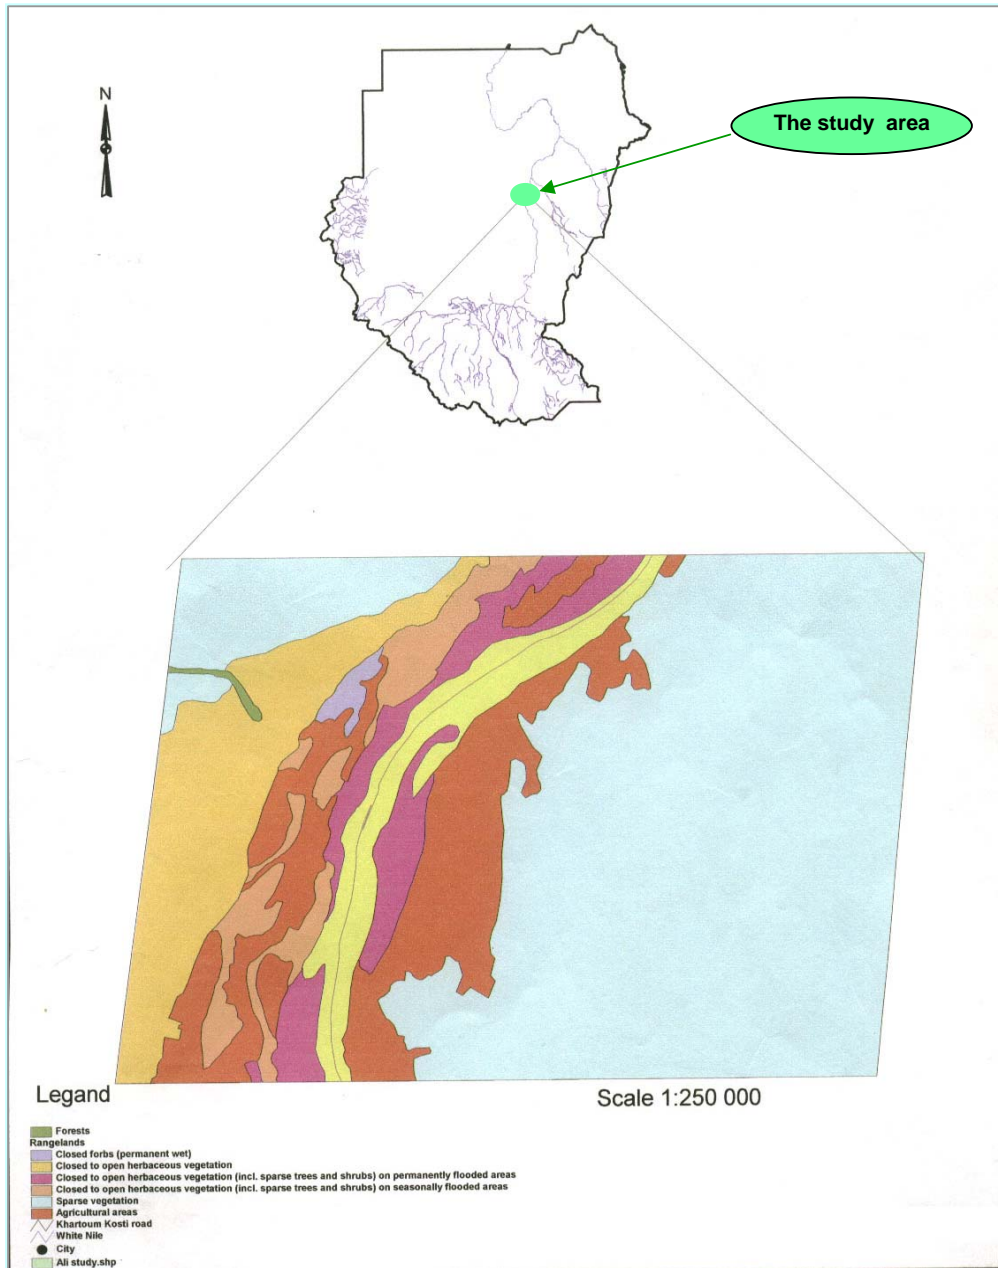 N
The study area
Legand
Scale 1:250 000
Forests
Rangelands
Closed forbs (permanent wet)
Closed to open herbaceous vegetation
Closed to open herbaceous vegetation (incl. sparse trees and shrubs) on permanently flooded areas
Closed to open herbaceous vegetation (incl. sparse trees and shrubs) on seasonally flooded areas
Sparse vegetation
Agricultural areas
Khartoum Kosti road
White Nile
City
Ali study.shp